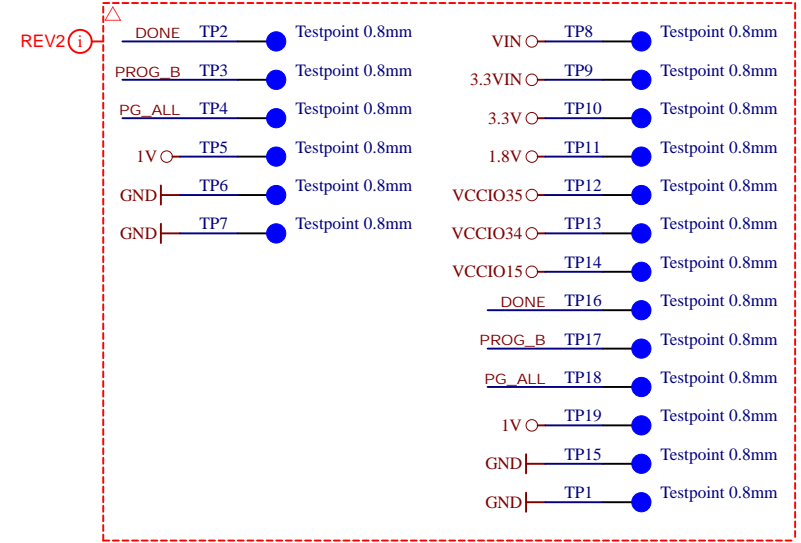 REV2 i
DONE TP2 Testpoint 0.8mm
PROG_B TP3 Testpoint 0.8mm
PG_ALL TP4 Testpoint 0.8mm
1V TP5 Testpoint 0.8mm
GND TP6 Testpoint 0.8mm
GND TP7 Testpoint 0.8mm
VIN TP8 Testpoint 0.8mm
3.3VIN TP9 Testpoint 0.8mm
3.3V TP10 Testpoint 0.8mm
1.8V TP11 Testpoint 0.8mm
VCCIO35 TP12 Testpoint 0.8mm
VCCIO34 TP13 Testpoint 0.8mm
VCCIO15 TP14 Testpoint 0.8mm
DONE TP16 Testpoint 0.8mm
PROG_B TP17 Testpoint 0.8mm
PG_ALL TP18 Testpoint 0.8mm
1V TP19 Testpoint 0.8mm
GND TP15 Testpoint 0.8mm
GND TP1 Testpoint 0.8mm